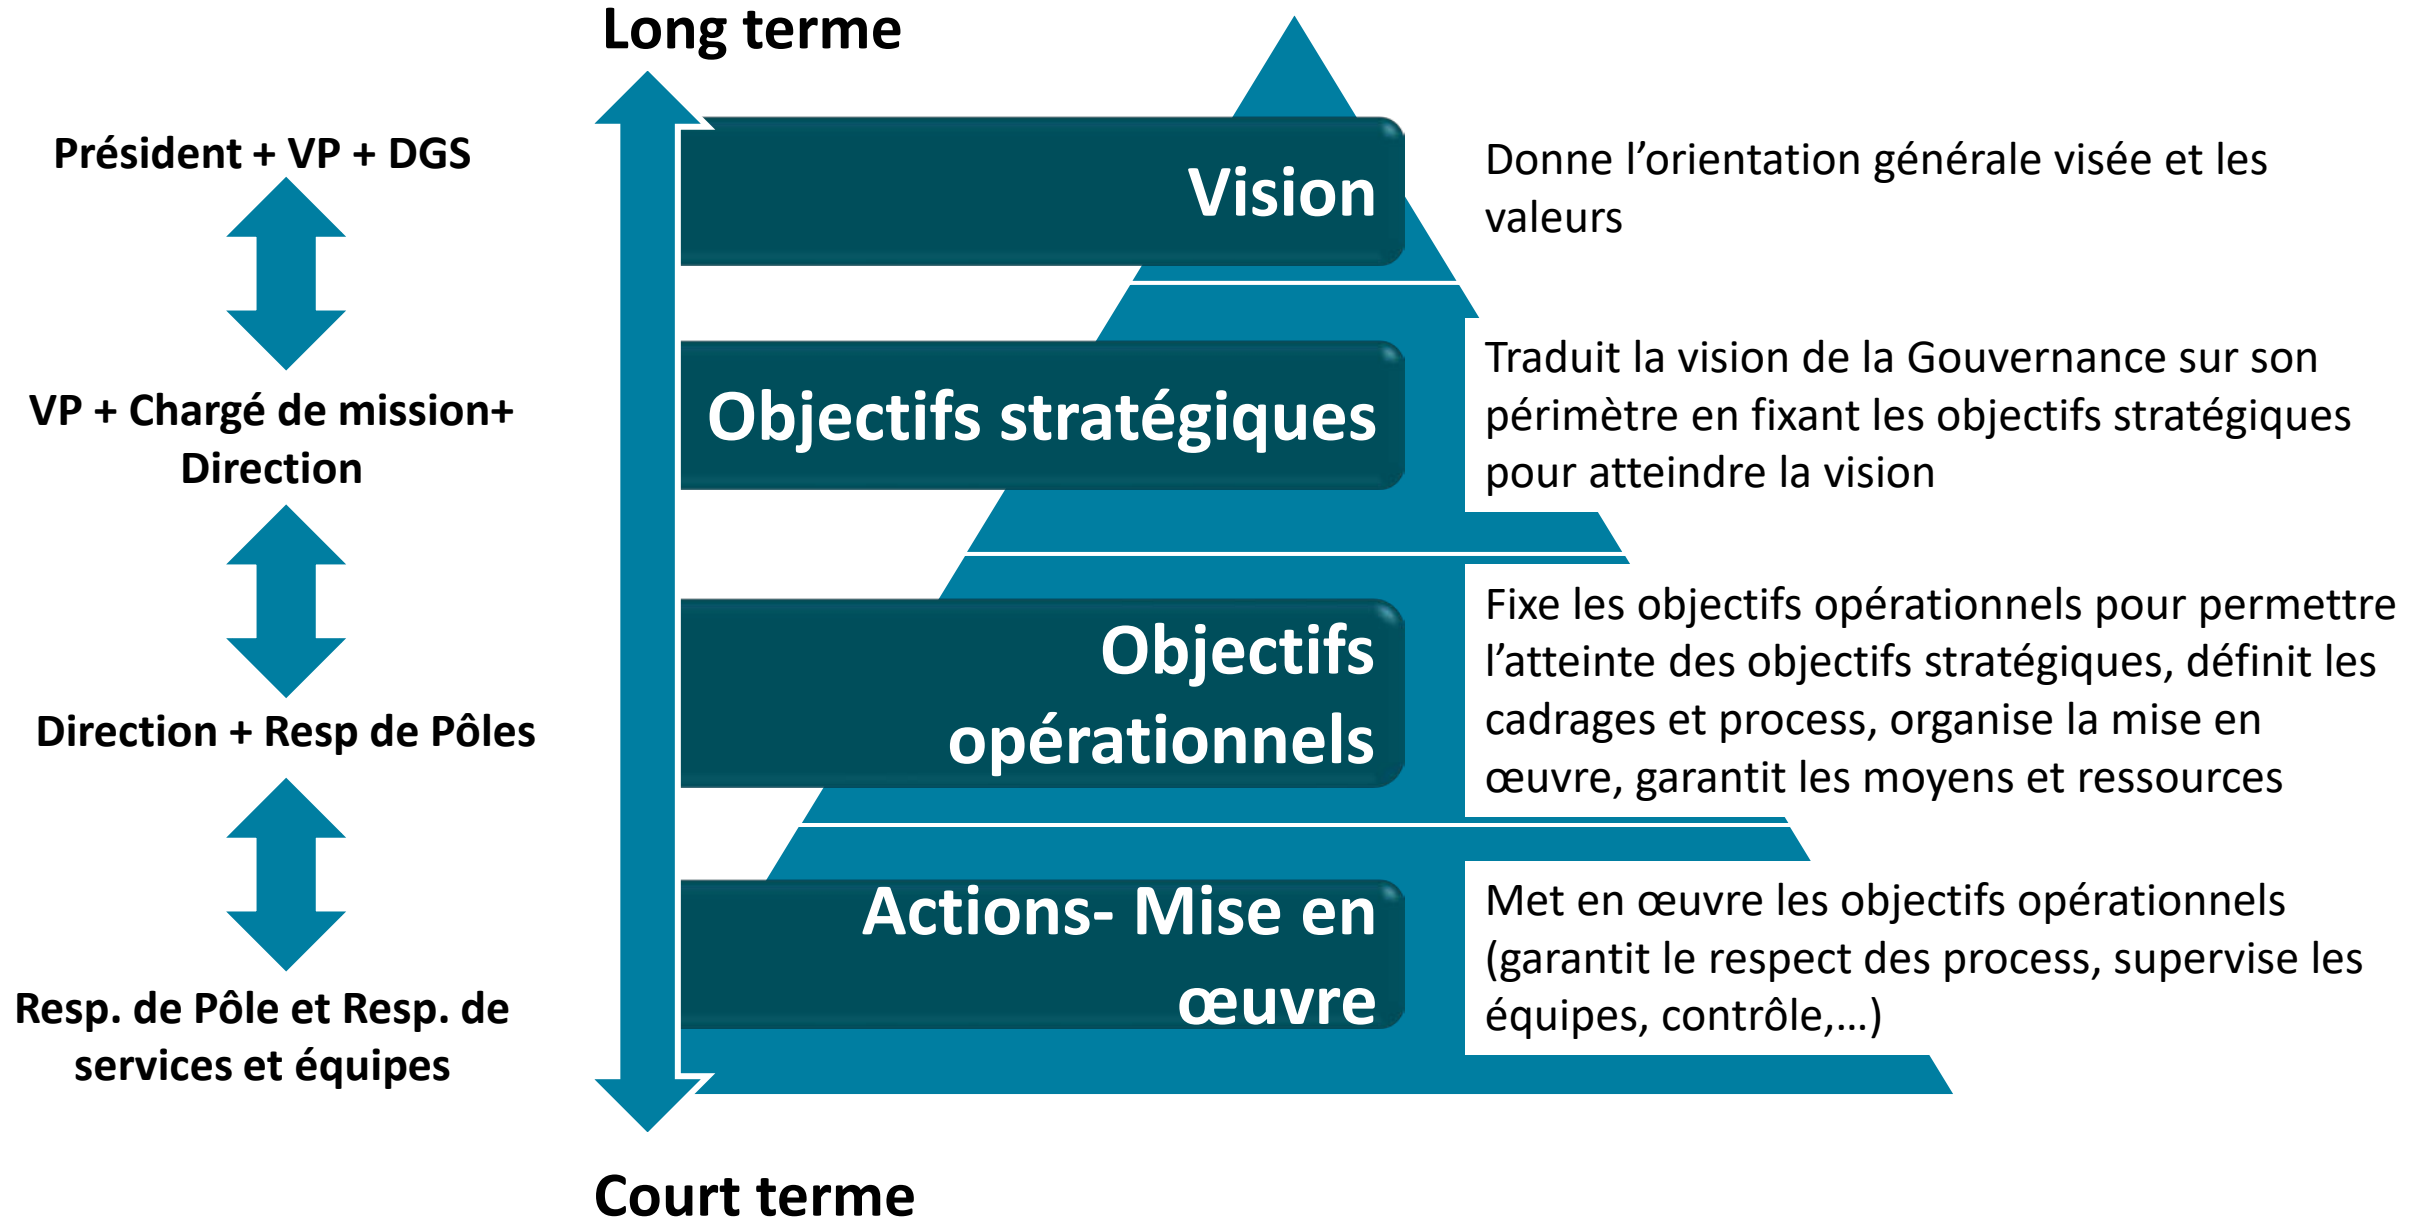 Long terme
Président + VP + DGS
Vision
Donne l’orientation générale visée et les
valeurs
VP + Chargé de mission+
Direction
Objectifs stratégiques
Traduit la vision de la Gouvernance sur son
périmètre en fixant les objectifs stratégiques
pour atteindre la vision
Direction + Resp de Pôles
Objectifs
opérationnels
Fixe les objectifs opérationnels pour permettre
l’atteinte des objectifs stratégiques, définit les
cadrages et process, organise la mise en
œuvre, garantit les moyens et ressources
Resp. de Pôle et Resp. de
services et équipes
Actions- Mise en
œuvre
Met en œuvre les objectifs opérationnels
(garantit le respect des process, supervise les
équipes, contrôle,…)
Court terme